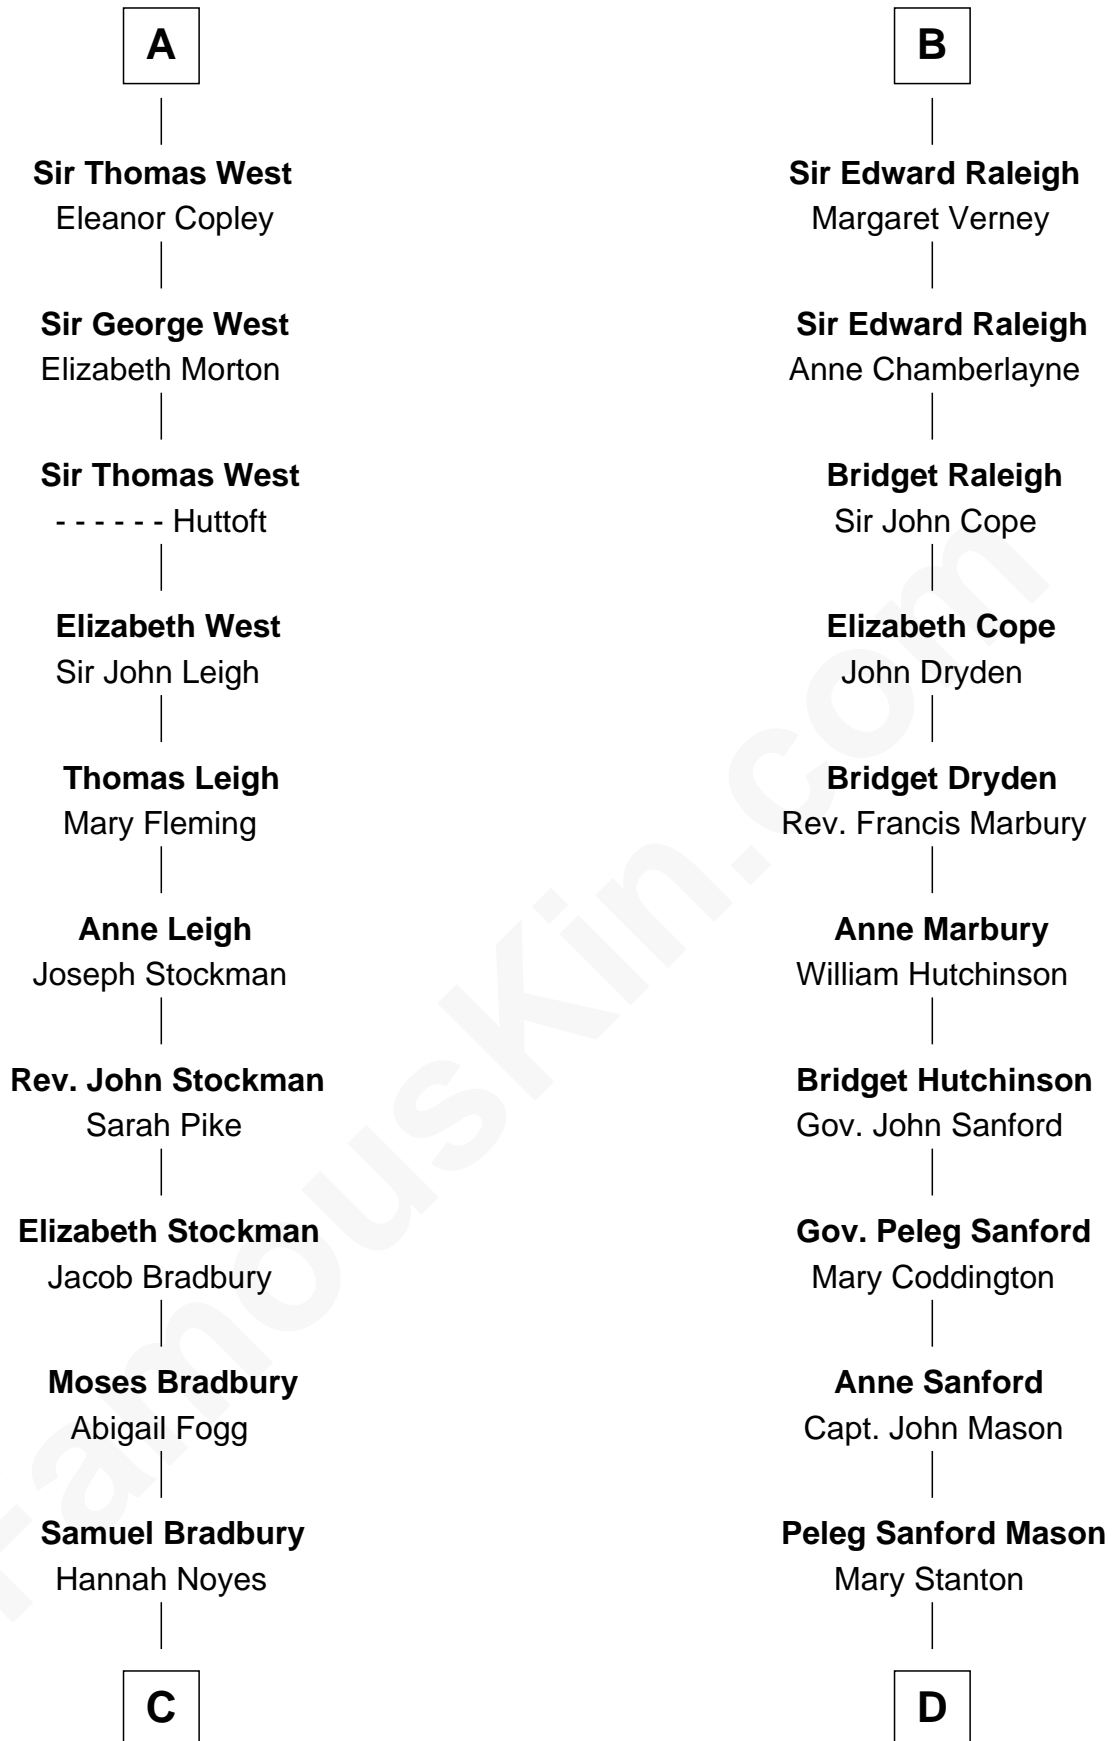 A
Sir Thomas West
Eleanor Copley
Sir George West
Elizabeth Morton
Sir Thomas West
- - - - - - Huttoft
Elizabeth West
Sir John Leigh
Thomas Leigh
Mary Fleming
Anne Leigh
Joseph Stockman
Rev. John Stockman
Sarah Pike
Elizabeth Stockman
Jacob Bradbury
Moses Bradbury
Abigail Fogg
Samuel Bradbury
Hannah Noyes
C
B
Sir Edward Raleigh
Margaret Verney
Sir Edward Raleigh
Anne Chamberlayne
Bridget Raleigh
Sir John Cope
Elizabeth Cope
John Dryden
Bridget Dryden
Rev. Francis Marbury
Anne Marbury
William Hutchinson
Bridget Hutchinson
Gov. John Sanford
Gov. Peleg Sanford
Mary Coddington
Anne Sanford
Capt. John Mason
Peleg Sanford Mason
Mary Stanton
D
FamousKin.com